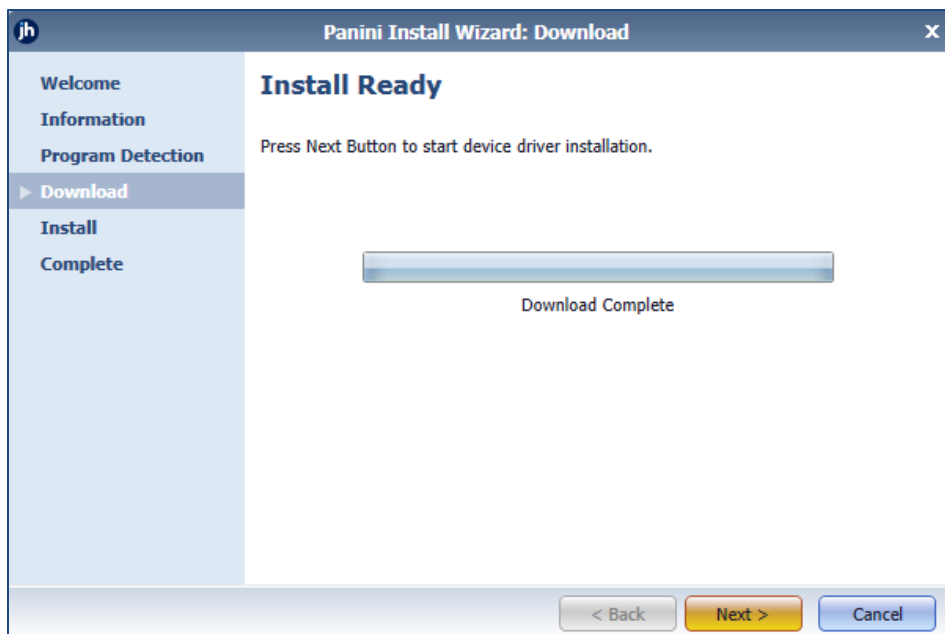 jh
Panini Install Wizard: Download
x
Welcome
Information
Program Detection
Download
Install
Complete
Install Ready
Press Next Button to start device driver installation.
Download Complete
< Back
Next >
Cancel